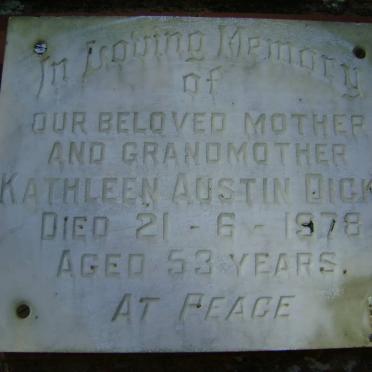 In Loving Memory
of
OUR BELOVED MOTHER
AND GRANDMOTHER
KATHLEEN AUSTIN
DIED 21 - 6 - 1978
AGED 53 YEARS.
AT PEACE